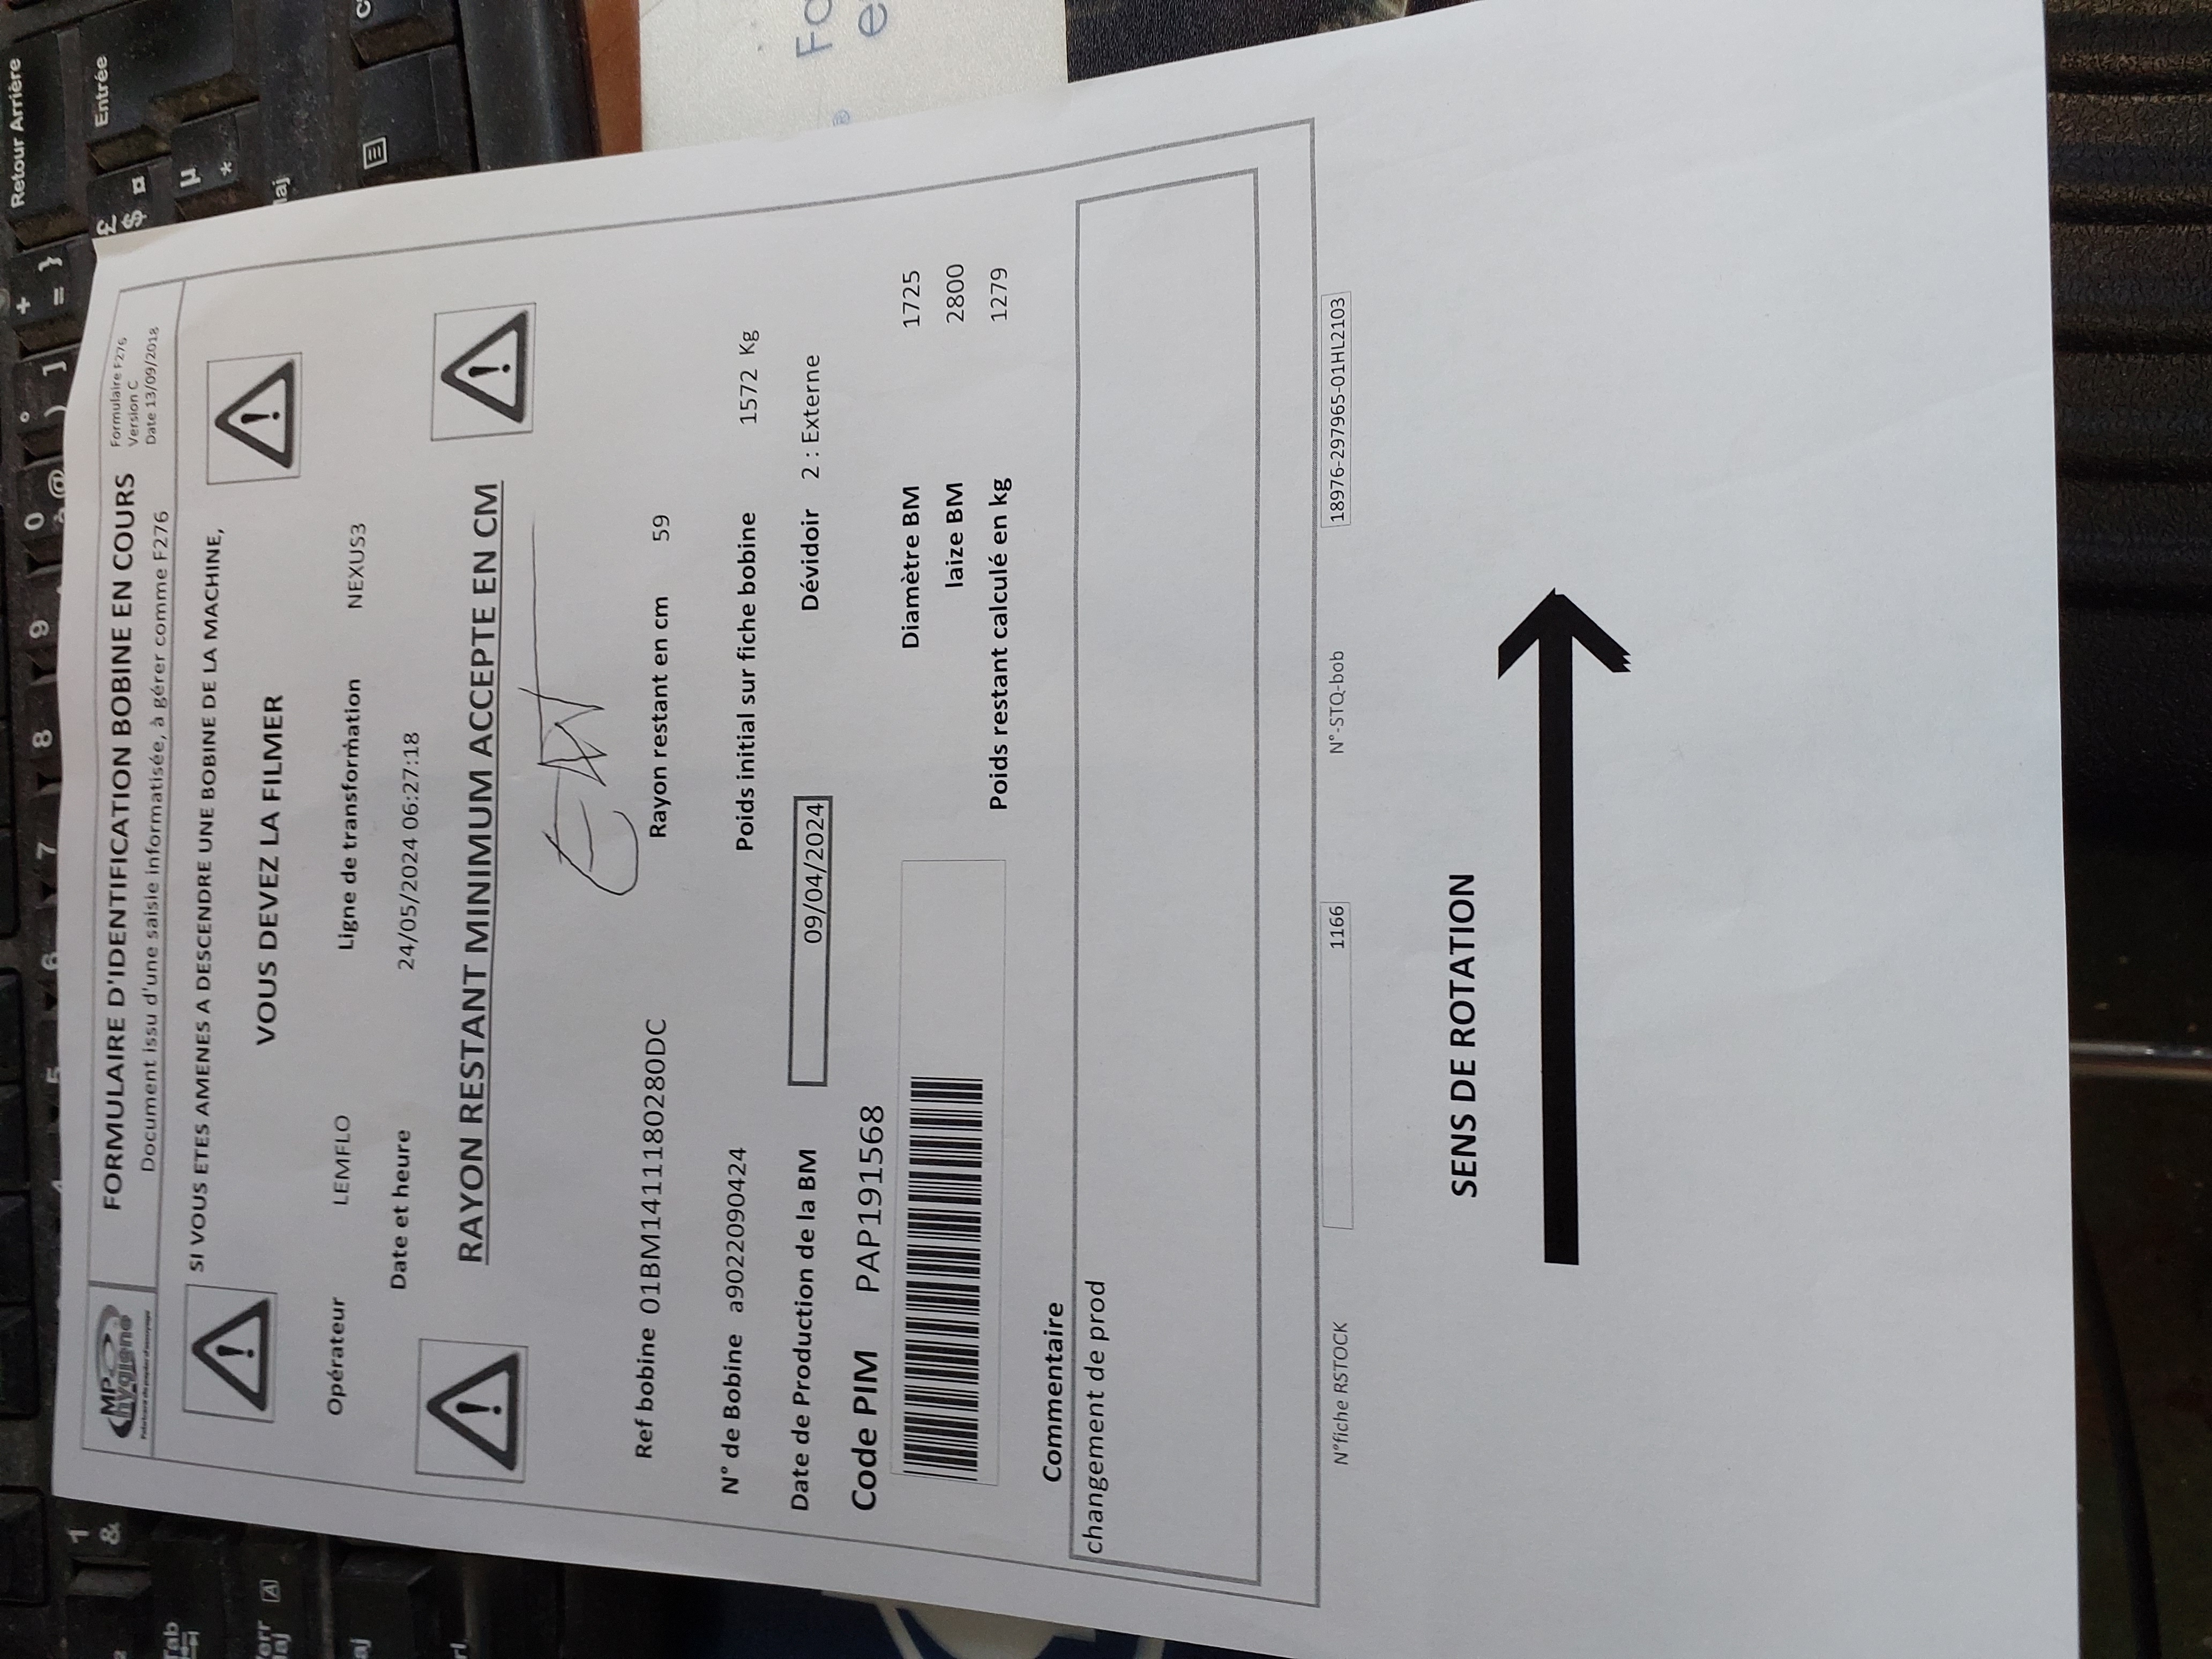 MP hygiene
FORMULAIRE D'IDENTIFICATION BOBINE EN COURS
Document issu d'une saisie informatisée, à gérer comme F276
Formulaire F276
Version C
Date 13/09/2018
SI VOUS ETES AMENES A DESCENDRE UNE BOBINE DE LA MACHINE,
VOUS DEVEZ LA FILMER
Opérateur LEMFLO Ligne de transformation NEXUS3
Date et heure 24/05/2024 06:27:18
RAYON RESTANT MINIMUM ACCEPTE EN CM
Ref bobine 01BM1411180280DC Rayon restant en cm 59
N° de Bobine a902209042­4 Poids initial sur fiche bobine 1572 Kg
Date de Production de la BM 09/04/2024 Dévidoir 2 : Externe
Code PIM PAP191568
Diamètre BM 1725
laize BM 2800
Poids restant calculé en kg 1279
Commentaire
changement de prod
N°fiche RSTOCK 1166 N°-STQ-bob 18976-297965-01HL2103
SENS DE ROTATION
Retour Arrière
Entrée